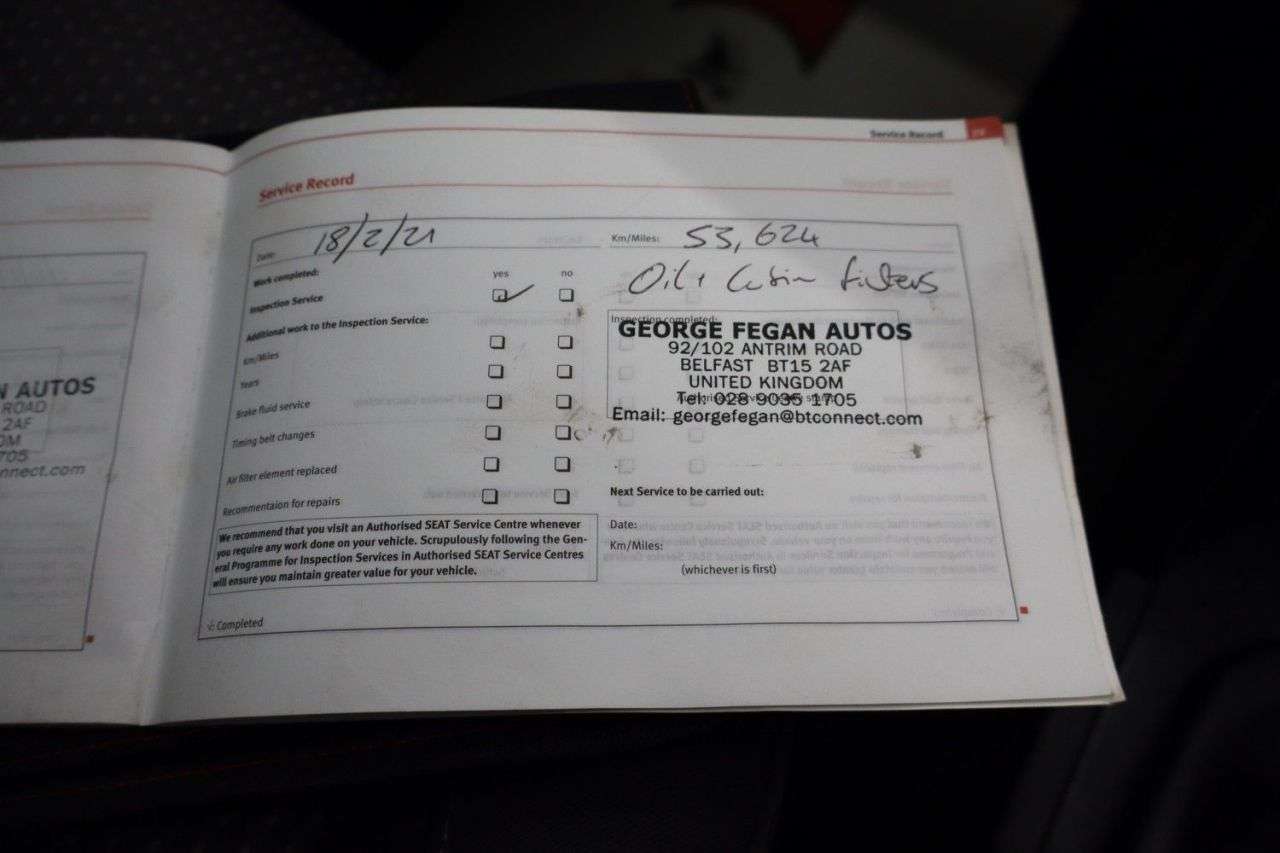 Service Record
Service Record
Date: 18/2/21 Km/Miles: 53,624
Work completed: yes no Oil + Cabin filters
Inspection Service
Additional work to the Inspection Service: Inspection completed:
GEORGE FEGAN AUTOS
Km/Miles 92/102 ANTRIM ROAD
BELFAST BT15 2AF
Years UNITED KINGDOM
Tel: 028 9035 1705
Brake fluid service Email: georgefegan@btconnect.com
Timing belt changes
Air filter element replaced
Recommentaion for repairs Next Service to be carried out:
We recommend that you visit an Authorised SEAT Service Centre whenever
you require any work done on your vehicle. Scrupulously following the Gen-
eral Programme for Inspection Services in Authorised SEAT Service Centres
will ensure you maintain greater value for your vehicle.
Date:
Km/Miles:
(whichever is first)
Completed
N AUTOS
ROAD
2AF
OM
705
nnect.com